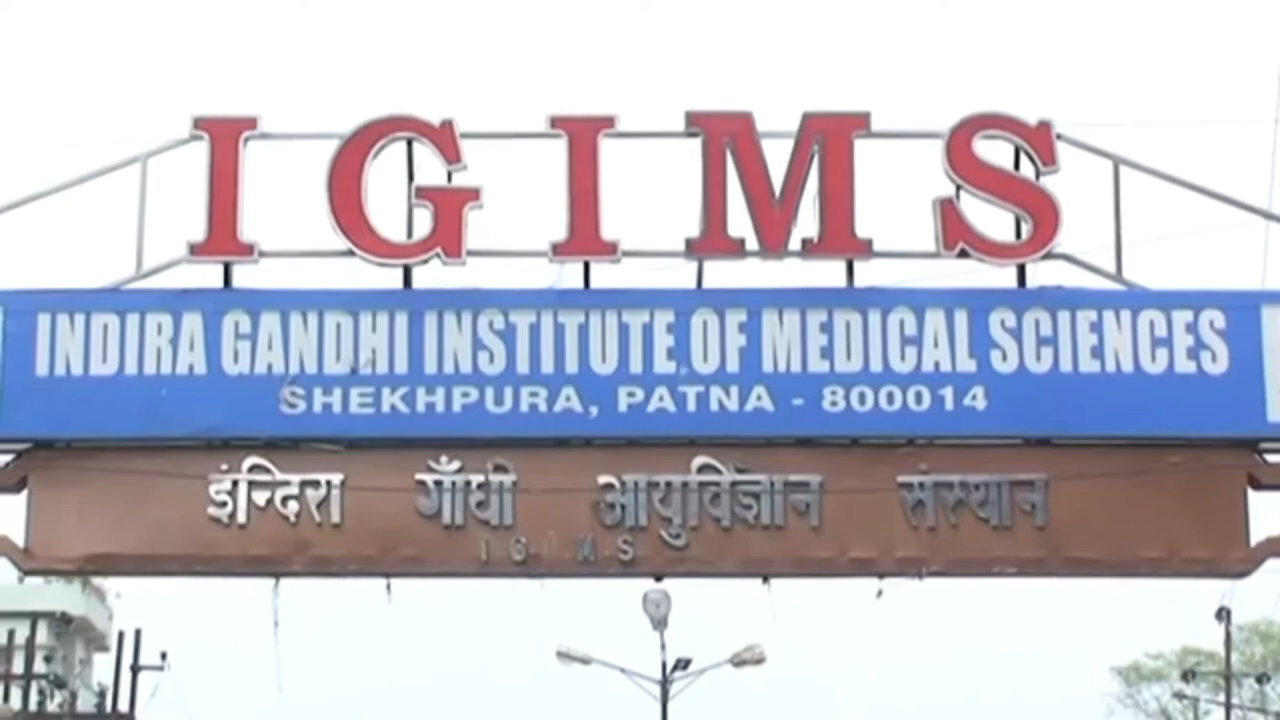 IGIMS
INDIRA GANDHI INSTITUTE OF MEDICAL SCIENCES
SHEKHPURA, PATNA - 800014
इन्दिरा गाँधी आयुर्विज्ञान संस्थान
I G I M S